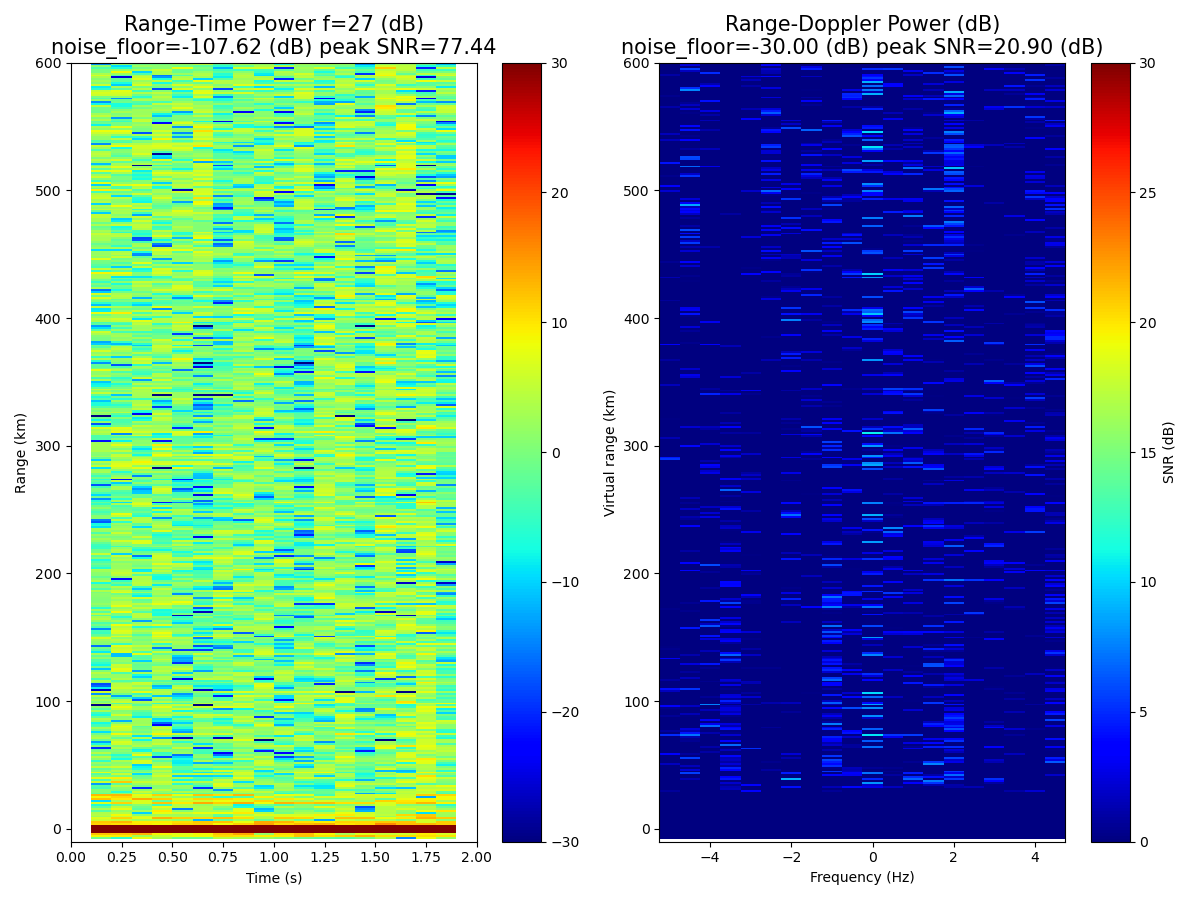 Range-Time Power f=27 (dB)
noise_floor=-107.62 (dB) peak SNR=77.44
600
500
400
300
200
100
0
Range (km)
0.00 0.25 0.50 0.75 1.00 1.25 1.50 1.75 2.00
Time (s)
30
20
10
0
−10
−20
−30
Range-Doppler Power (dB)
noise_floor=-30.00 (dB) peak SNR=20.90 (dB)
600
500
400
300
200
100
0
Virtual range (km)
−4 −2 0 2 4
Frequency (Hz)
30
25
20
15
10
5
0
SNR (dB)